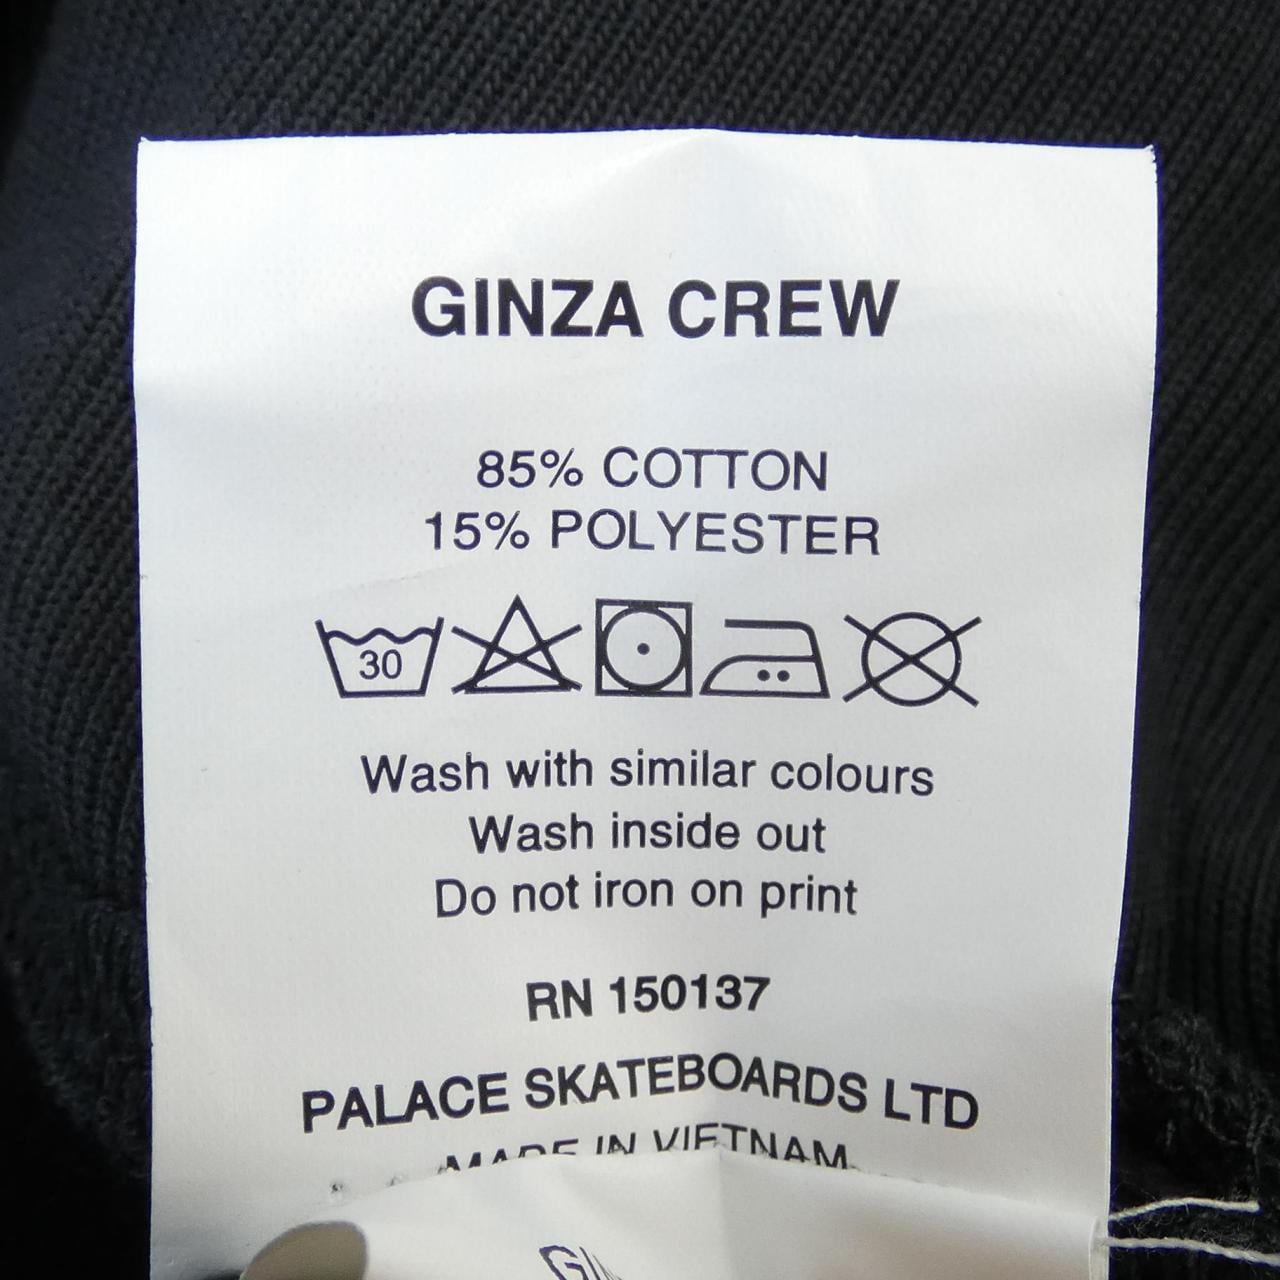 GINZA CREW
85% COTTON
15% POLYESTER
30
Wash with similar colours
Wash inside out
Do not iron on print
RN 150137
PALACE SKATEBOARDS LTD
MADE IN VIETNAM